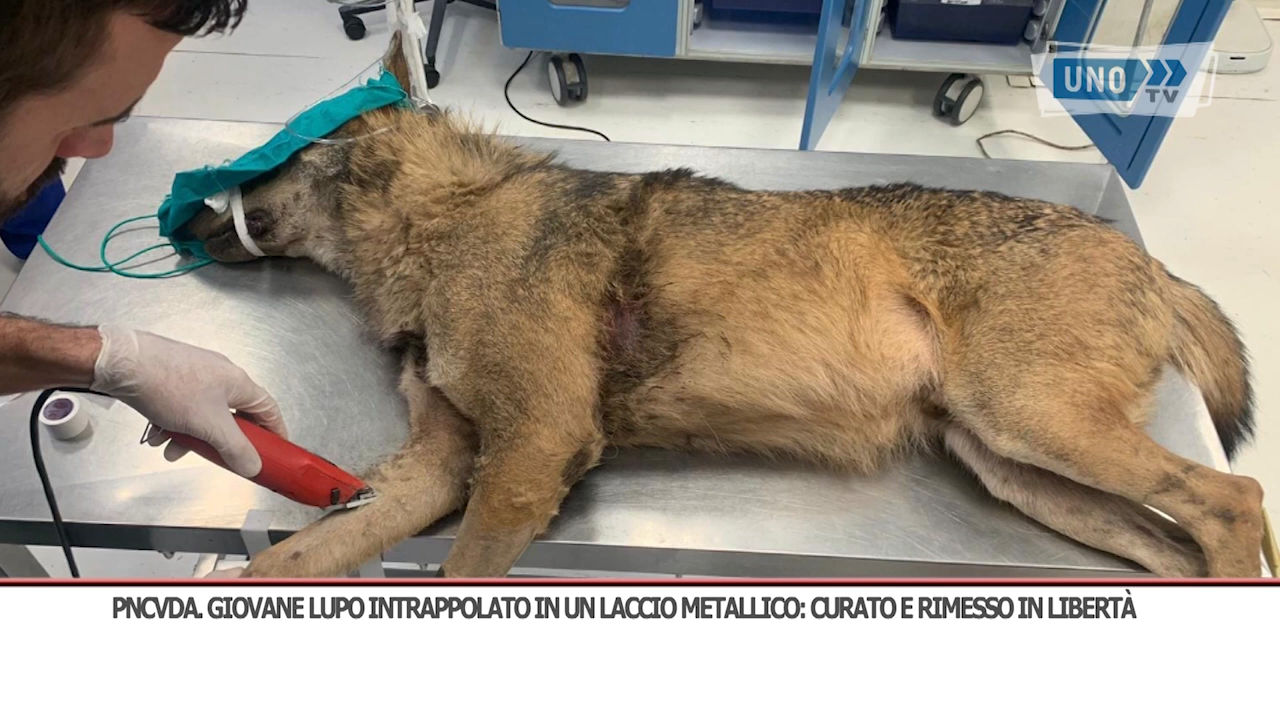 UNO
TV
PNCVDA. GIOVANE LUPO INTRAPPOLATO IN UN LACCIO METALLICO: CURATO E RIMESSO IN LIBERTÀ